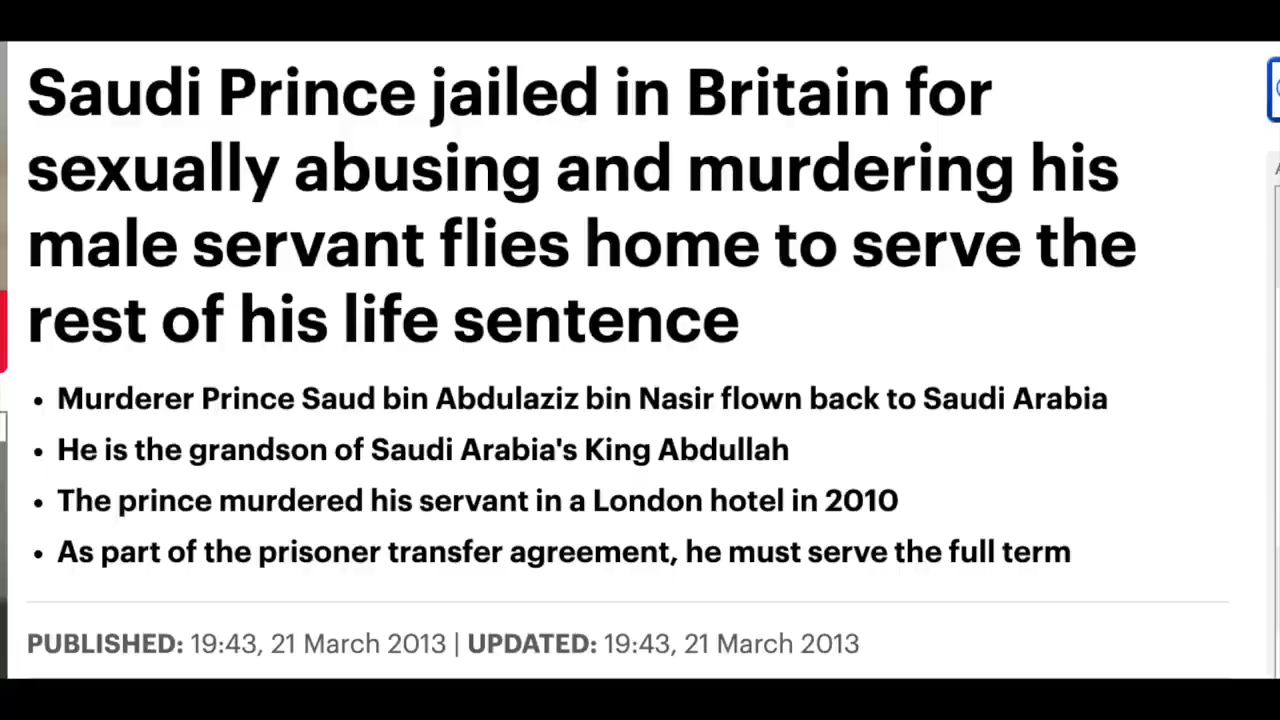 Saudi Prince jailed in Britain for
sexually abusing and murdering his
male servant flies home to serve the
rest of his life sentence
• Murderer Prince Saud bin Abdulaziz bin Nasir flown back to Saudi Arabia
• He is the grandson of Saudi Arabia's King Abdullah
• The prince murdered his servant in a London hotel in 2010
• As part of the prisoner transfer agreement, he must serve the full term
PUBLISHED: 19:43, 21 March 2013 | UPDATED: 19:43, 21 March 2013